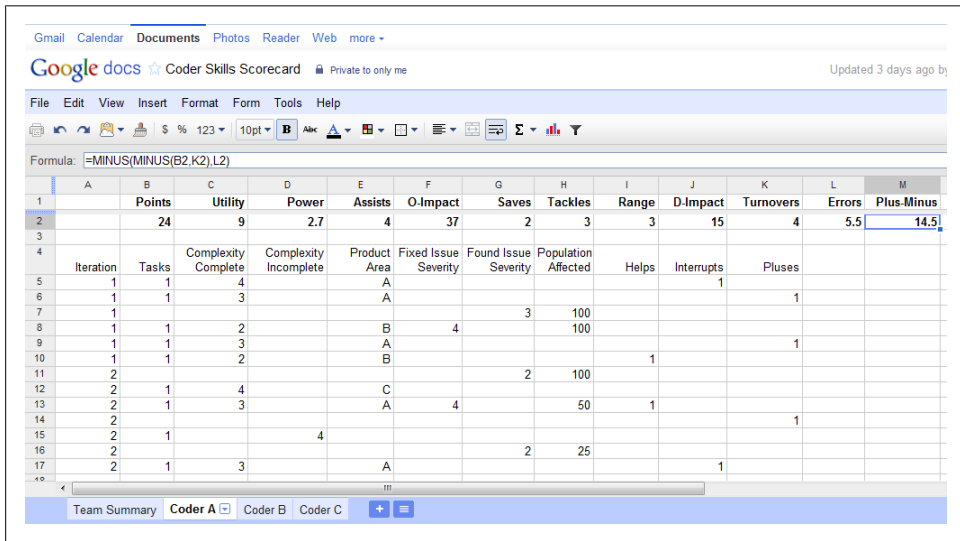 Gmail Calendar Documents Photos Reader Web more
Google docs Coder Skills Scorecard Private to only me Updated 3 days ago by
File Edit View Insert Format Form Tools Help
$ % 123 10pt B Abc A Σ
Formula: =MINUS(MINUS(B2,K2),L2)
A B C D E F G H I J K L M
1 Points Utility Power Assists O-Impact Saves Tackles Range D-Impact Turnovers Errors Plus-Minus
2 24 9 2.7 4 37 2 3 3 15 4 5.5 14.5
3
4 Complexity Complexity Product Fixed Issue Found Issue Population
Iteration Tasks Complete Incomplete Area Severity Severity Affected Helps Interrupts Pluses
5 1 1 4 A 1
6 1 1 3 A 1
7 1 3 100
8 1 1 2 B 4 100
9 1 1 3 A 1
10 1 1 2 B 1
11 2 2 100
12 2 1 4 C
13 2 1 3 A 4 50 1
14 2 1
15 2 1 4
16 2 2 25
17 2 1 3 A 1
Team Summary Coder A Coder B Coder C